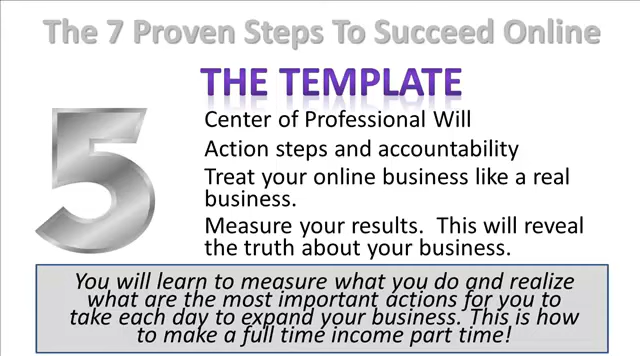 The 7 Proven Steps To Succeed Online
THE TEMPLATE
5
Center of Professional Will
Action steps and accountability
Treat your online business like a real
business.
Measure your results.  This will reveal
the truth about your business.
You will learn to measure what you do and realize
what are the most important actions for you to
take each day to expand your business. This is how
to make a full time income part time!